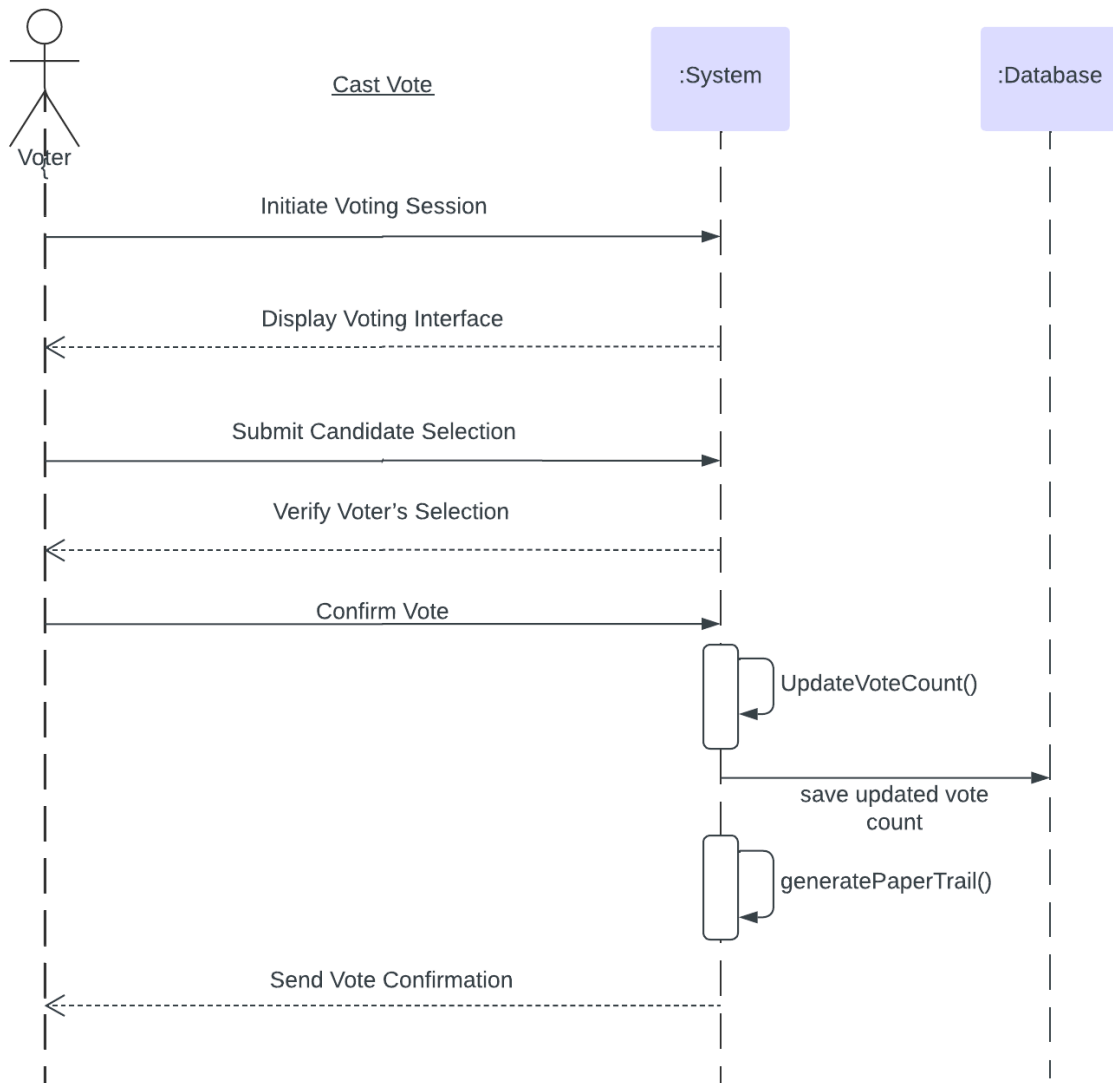 :System
:Database
Cast Vote
Voter
{
Initiate Voting Session
Display Voting Interface
Submit Candidate Selection
Verify Voter’s Selection
Confirm Vote
UpdateVoteCount()
save updated vote
count
generatePaperTrail()
Send Vote Confirmation